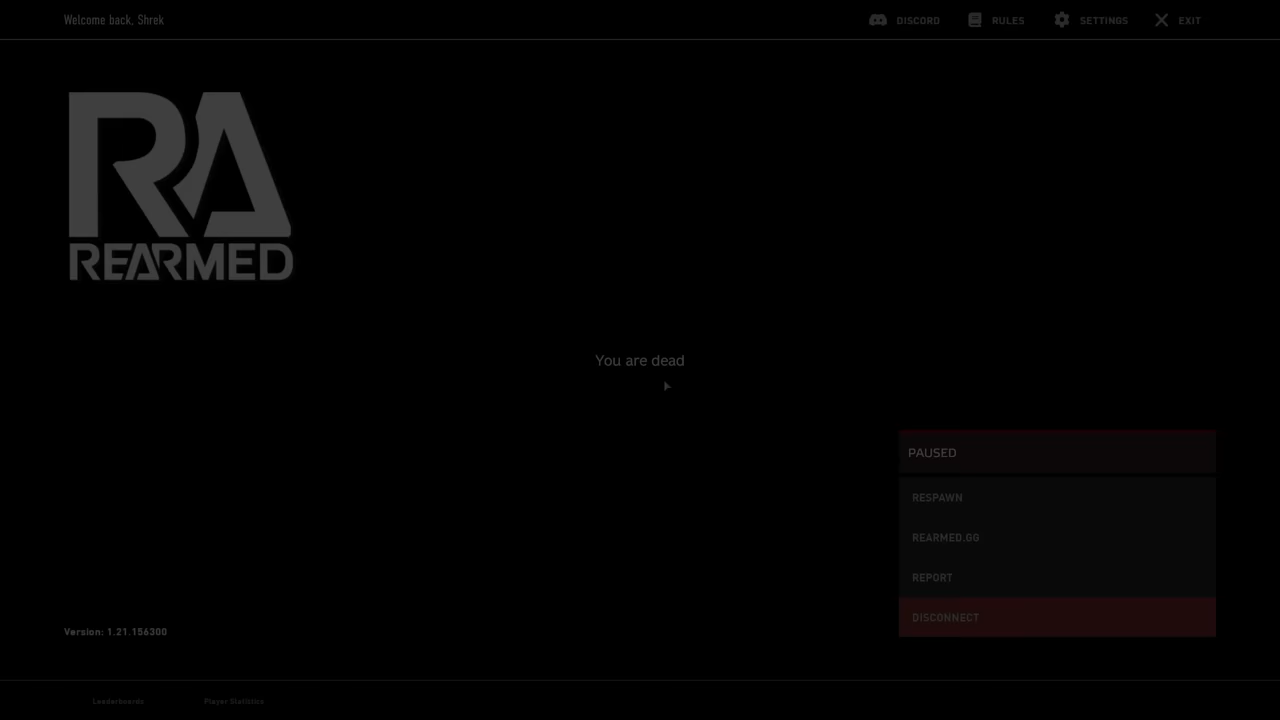 Welcome back, Shrek
DISCORD
RULES
SETTINGS
EXIT
RA
REARMED
You are dead
PAUSED
RESPAWN
REARMED.GG
REPORT
DISCONNECT
Version: 1.21.156300
Leaderboards
Player Statistics